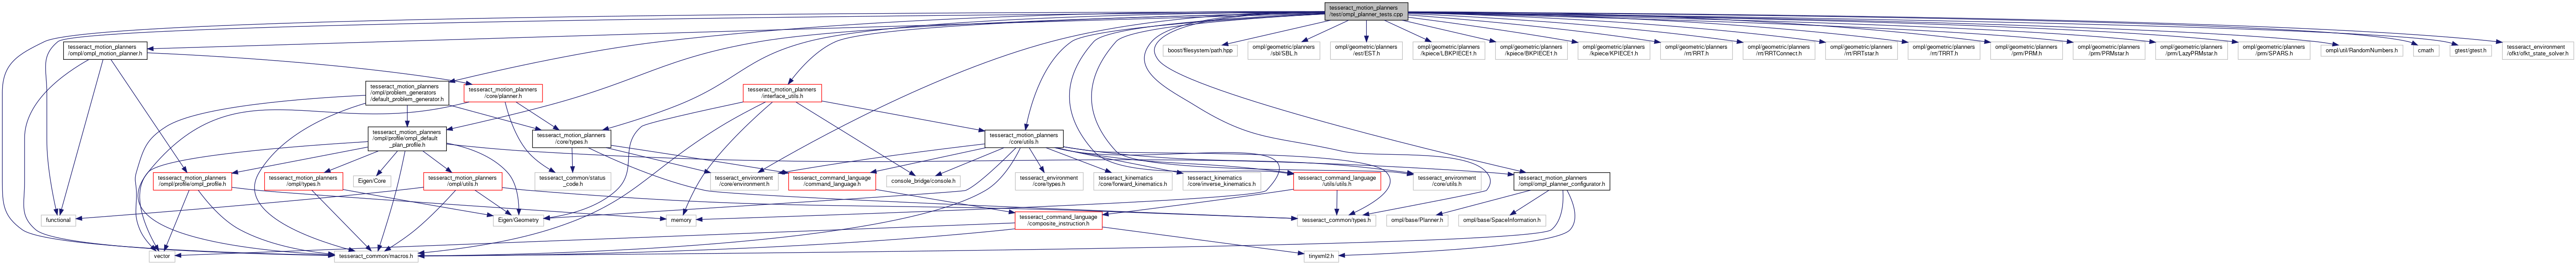 tesseract_motion_planners
/test/ompl_planner_tests.cpp
tesseract_motion_planners
/ompl/ompl_motion_planner.h
boost/filesystem/path.hpp
ompl/geometric/planners
/sbl/SBL.h
ompl/geometric/planners
/est/EST.h
ompl/geometric/planners
/kpiece/LBKPIECE1.h
ompl/geometric/planners
/kpiece/BKPIECE1.h
ompl/geometric/planners
/kpiece/KPIECE1.h
ompl/geometric/planners
/rrt/RRT.h
ompl/geometric/planners
/rrt/RRTConnect.h
ompl/geometric/planners
/rrt/RRTstar.h
ompl/geometric/planners
/rrt/TRRT.h
ompl/geometric/planners
/prm/PRM.h
ompl/geometric/planners
/prm/PRMstar.h
ompl/geometric/planners
/prm/LazyPRMstar.h
ompl/geometric/planners
/prm/SPARS.h
ompl/util/RandomNumbers.h
cmath
gtest/gtest.h
tesseract_environment
/ofkt/ofkt_state_solver.h
tesseract_motion_planners
/ompl/problem_generators
/default_problem_generator.h
tesseract_motion_planners
/core/planner.h
tesseract_motion_planners
/interface_utils.h
tesseract_motion_planners
/ompl/profile/ompl_default
_plan_profile.h
tesseract_motion_planners
/core/types.h
tesseract_motion_planners
/core/utils.h
tesseract_motion_planners
/ompl/profile/ompl_profile.h
tesseract_motion_planners
/ompl/types.h
Eigen/Core
tesseract_motion_planners
/ompl/utils.h
tesseract_common/status
_code.h
tesseract_environment
/core/environment.h
tesseract_command_language
/command_language.h
console_bridge/console.h
tesseract_environment
/core/types.h
tesseract_kinematics
/core/forward_kinematics.h
tesseract_kinematics
/core/inverse_kinematics.h
tesseract_command_language
/utils/utils.h
tesseract_environment
/core/utils.h
tesseract_motion_planners
/ompl/ompl_planner_configurator.h
functional
Eigen/Geometry
memory
tesseract_command_language
/composite_instruction.h
tesseract_common/types.h
ompl/base/Planner.h
ompl/base/SpaceInformation.h
vector
tesseract_common/macros.h
tinyxml2.h